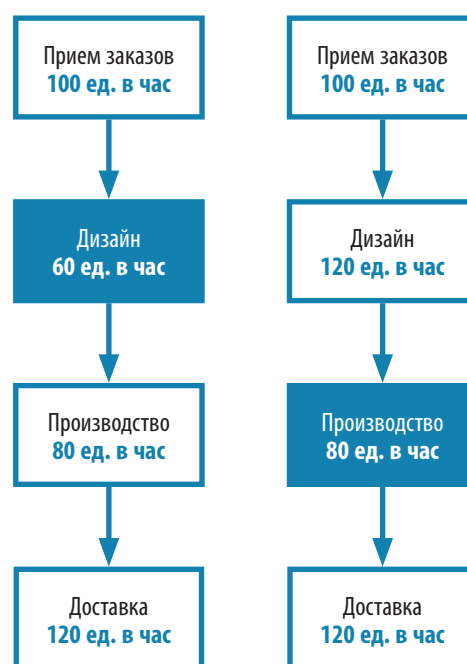 Прием заказов
100 ед. в час
Дизайн
60 ед. в час
Производство
80 ед. в час
Доставка
120 ед. в час
Прием заказов
100 ед. в час
Дизайн
120 ед. в час
Производство
80 ед. в час
Доставка
120 ед. в час